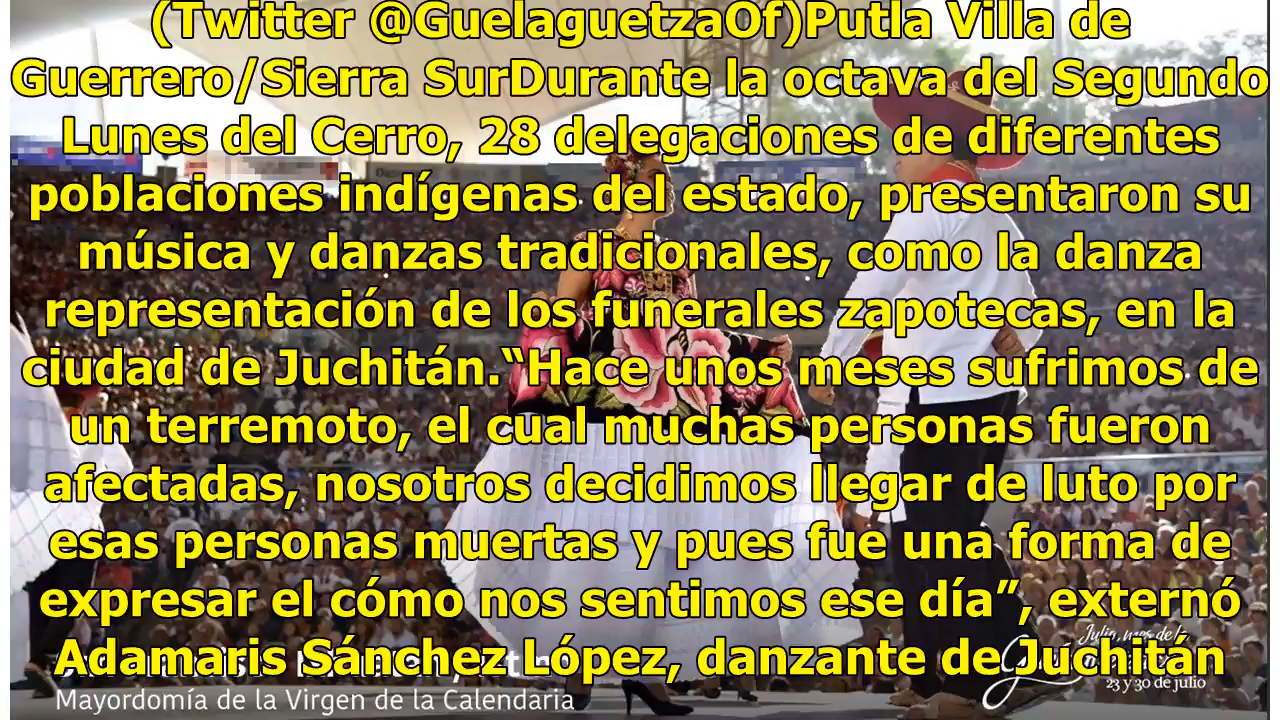 (Twitter @GuelaguetzaOf)Putla Villa de
Guerrero/Sierra SurDurante la octava del Segundo
Lunes del Cerro, 28 delegaciones de diferentes
poblaciones indígenas del estado, presentaron su
música y danzas tradicionales, como la danza
representación de los funerales zapotecas, en la
ciudad de Juchitán.“Hace unos meses sufrimos de
un terremoto, el cual muchas personas fueron
afectadas, nosotros decidimos llegar de luto por
esas personas muertas y pues fue una forma de
expresar el cómo nos sentimos ese día”, externó
Adamaris Sánchez López, danzante de Juchitán
Mayordomía de la Virgen de la Calendaria
Julio, mes de la
23 y 30 de julio